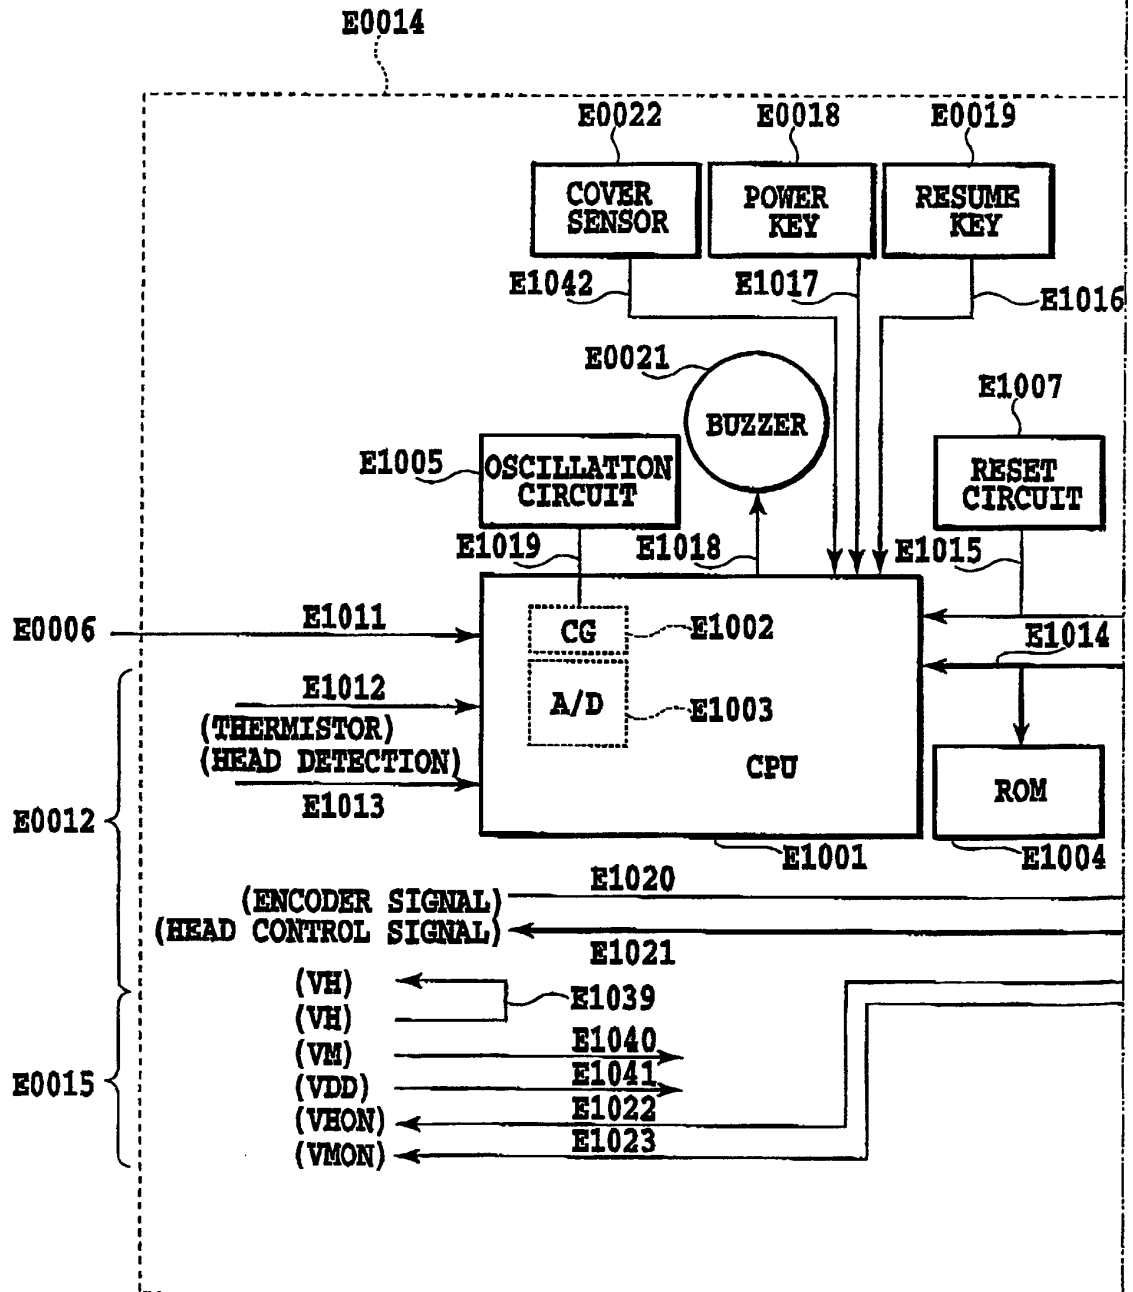 E0014
E0022
E0018
E0019
COVER
SENSOR
POWER
KEY
RESUME
KEY
E1042
E1017
E1016
E0021
BUZZER
E1007
E1005
OSCILLATION
CIRCUIT
RESET
CIRCUIT
E1019
E1018
E1015
E0006
E1011
CG
E1002
E1014
E1012
A/D
E1003
(THERMISTOR)
(HEAD DETECTION)
CPU
ROM
E1013
E0012
E1001
E1004
E1020
(ENCODER SIGNAL)
(HEAD CONTROL SIGNAL)
E1021
(VH)
E1039
(VH)
E1040
(VM)
E1041
(VDD)
E0015
E1022
(VHON)
E1023
(VMON)